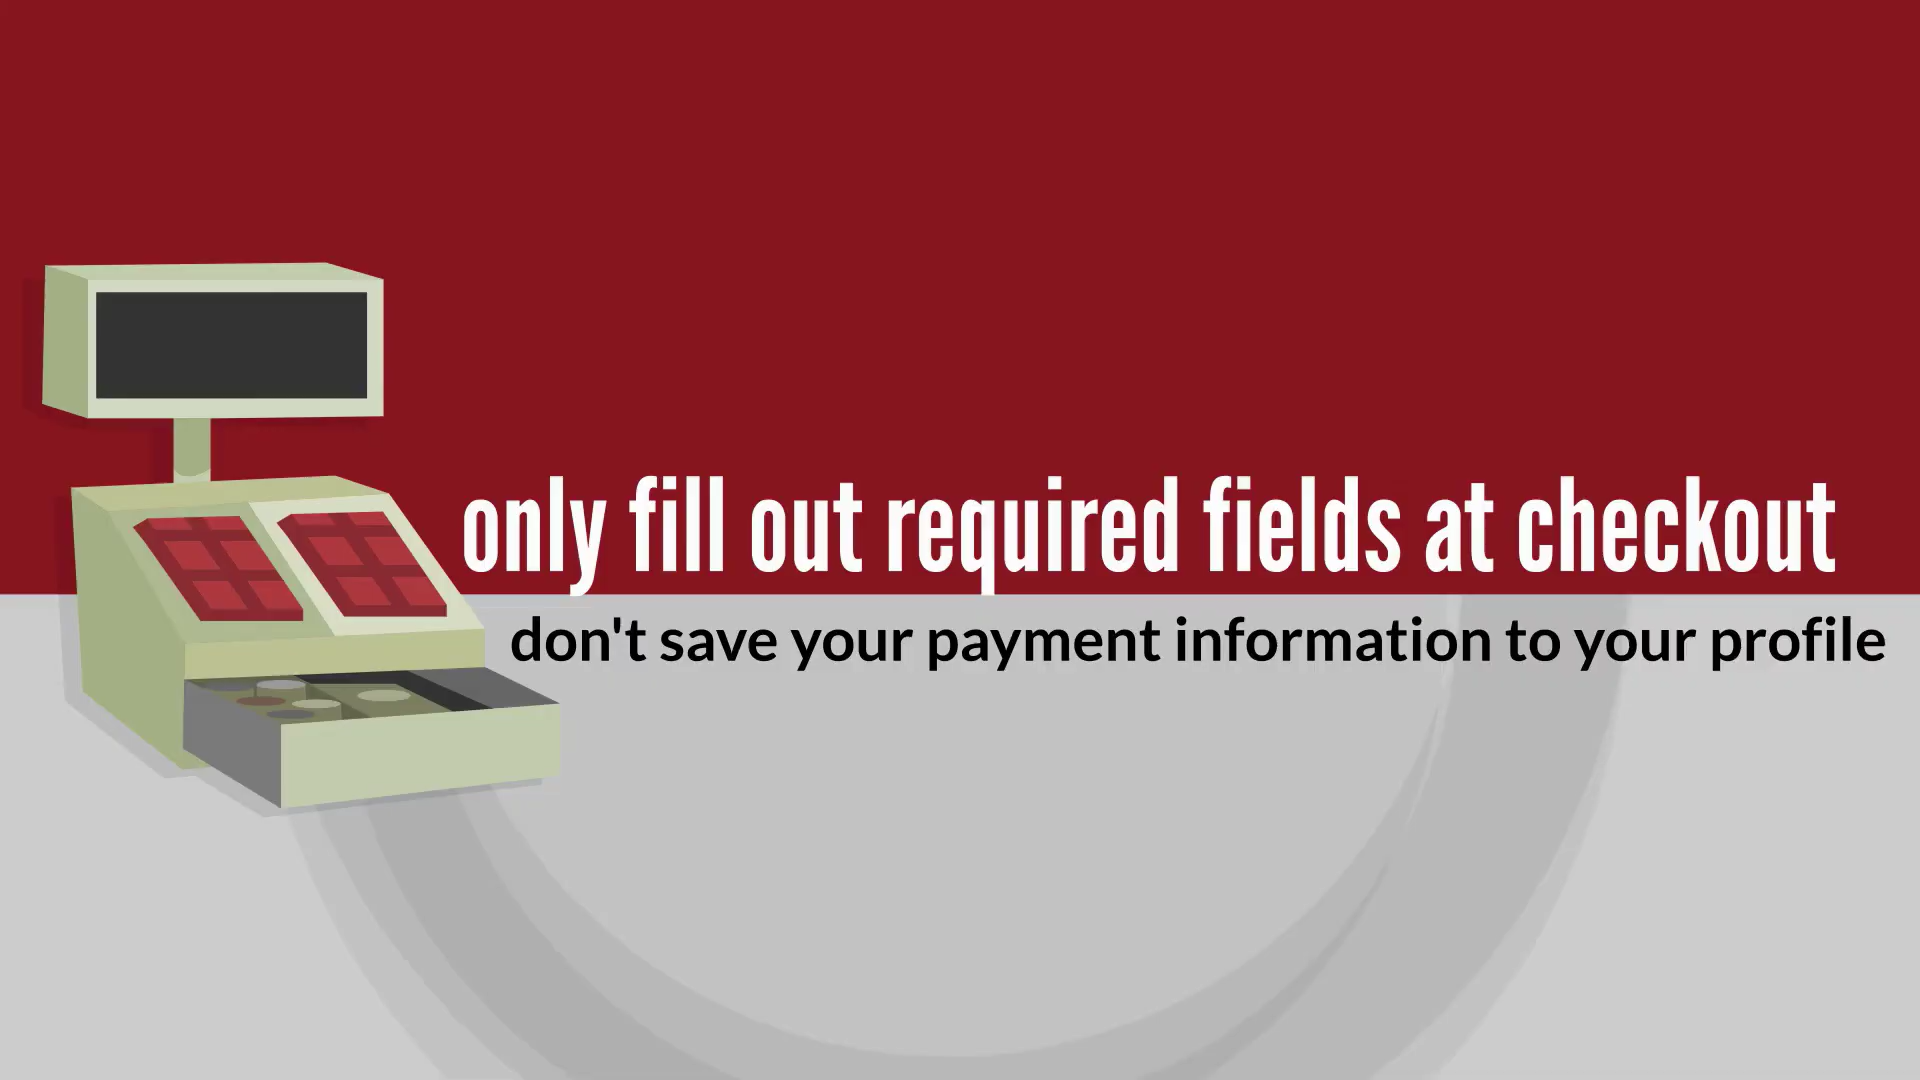 only fill out required fields at checkout
don't save your payment information to your profile